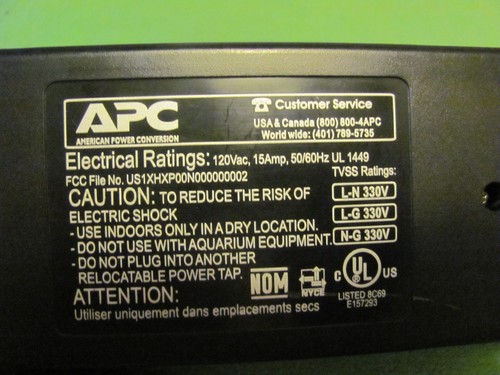 APC
AMERICAN POWER CONVERSION
☎ Customer Service
USA & Canada (800) 800-4APC
World wide: (401) 789-5735
Electrical Ratings: 120Vac, 15Amp, 50/60Hz UL 1449
FCC File No. US1XHXP00N000000002
TVSS Ratings:
L-N 330V
L-G 330V
N-G 330V
CAUTION: TO REDUCE THE RISK OF
ELECTRIC SHOCK
- USE INDOORS ONLY IN A DRY LOCATION.
- DO NOT USE WITH AQUARIUM EQUIPMENT.
- DO NOT PLUG INTO ANOTHER
RELOCATABLE POWER TAP.
ATTENTION:
Utiliser uniquement dans emplacements secs
NOM
NYCE
C UL US
LISTED 8C69
E157293